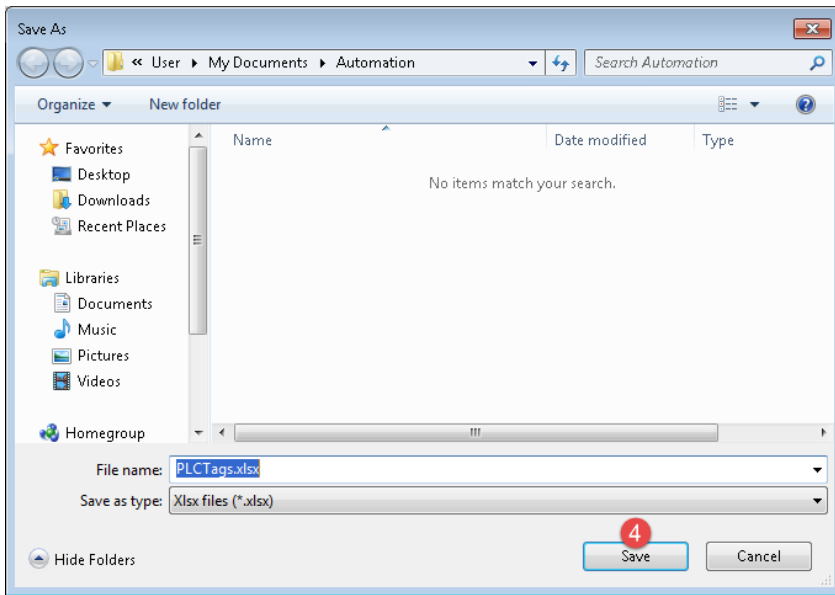 Save As
« User ▸ My Documents ▸ Automation
Search Automation
Organize
New folder
Name
Date modified
Type
No items match your search.
Favorites
Desktop
Downloads
Recent Places
Libraries
Documents
Music
Pictures
Videos
Homegroup
File name: PLCTags.xlsx
Save as type: Xlsx files (*.xlsx)
4
Hide Folders
Save
Cancel